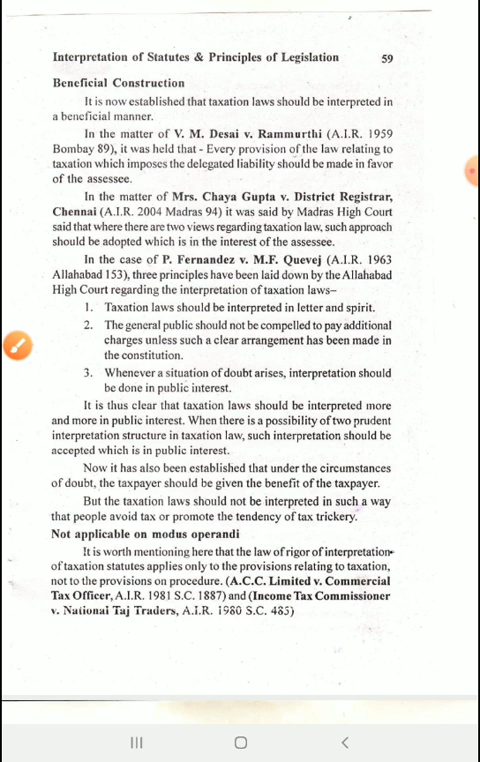 Interpretation of Statutes & Principles of Legislation 59
Beneficial Construction
It is now established that taxation laws should be interpreted in
a beneficial manner.
In the matter of V. M. Desai v. Rammurthi (A.I.R. 1959
Bombay 89), it was held that - Every provision of the law relating to
taxation which imposes the delegated liability should be made in favor
of the assessee.
In the matter of Mrs. Chaya Gupta v. District Registrar,
Chennai (A.I.R. 2004 Madras 94) it was said by Madras High Court
said that where there are two views regarding taxation law, such approach
should be adopted which is in the interest of the assessee.
In the case of P. Fernandez v. M.F. Quevej (A.I.R. 1963
Allahabad 153), three principles have been laid down by the Allahabad
High Court regarding the interpretation of taxation laws–
1. Taxation laws should be interpreted in letter and spirit.
2. The general public should not be compelled to pay additional
charges unless such a clear arrangement has been made in
the constitution.
3. Whenever a situation of doubt arises, interpretation should
be done in public interest.
It is thus clear that taxation laws should be interpreted more
and more in public interest. When there is a possibility of two prudent
interpretation structure in taxation law, such interpretation should be
accepted which is in public interest.
Now it has also been established that under the circumstances
of doubt, the taxpayer should be given the benefit of the taxpayer.
But the taxation laws should not be interpreted in such a way
that people avoid tax or promote the tendency of tax trickery.
Not applicable on modus operandi
It is worth mentioning here that the law of rigor of interpretation
of taxation statutes applies only to the provisions relating to taxation,
not to the provisions on procedure. (A.C.C. Limited v. Commercial
Tax Officer, A.I.R. 1981 S.C. 1887) and (Income Tax Commissioner
v. National Taj Traders, A.I.R. 1980 S.C. 485)